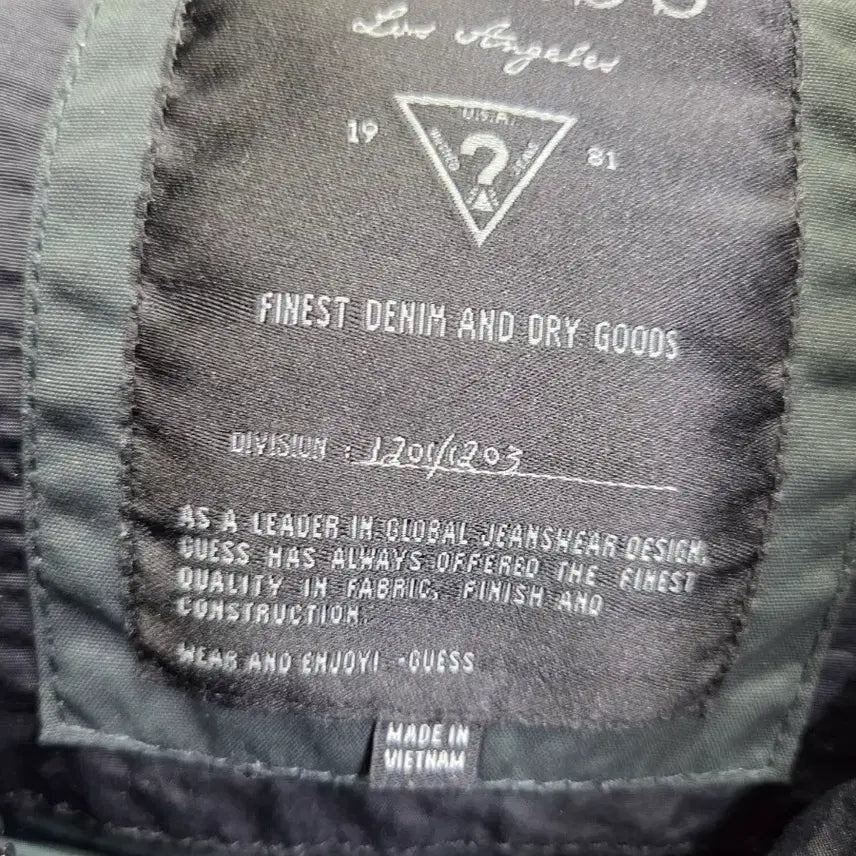 Los Angeles
19 81
U.S.A.
?
FINEST DENIM AND DRY GOODS
DIVISION : 1201/1203
AS A LEADER IN GLOBAL JEANSWEAR DESIGN,
GUESS HAS ALWAYS OFFERED THE FINEST
QUALITY IN FABRIC, FINISH AND
CONSTRUCTION.
WEAR AND ENJOY! -GUESS
MADE IN
VIETNAM